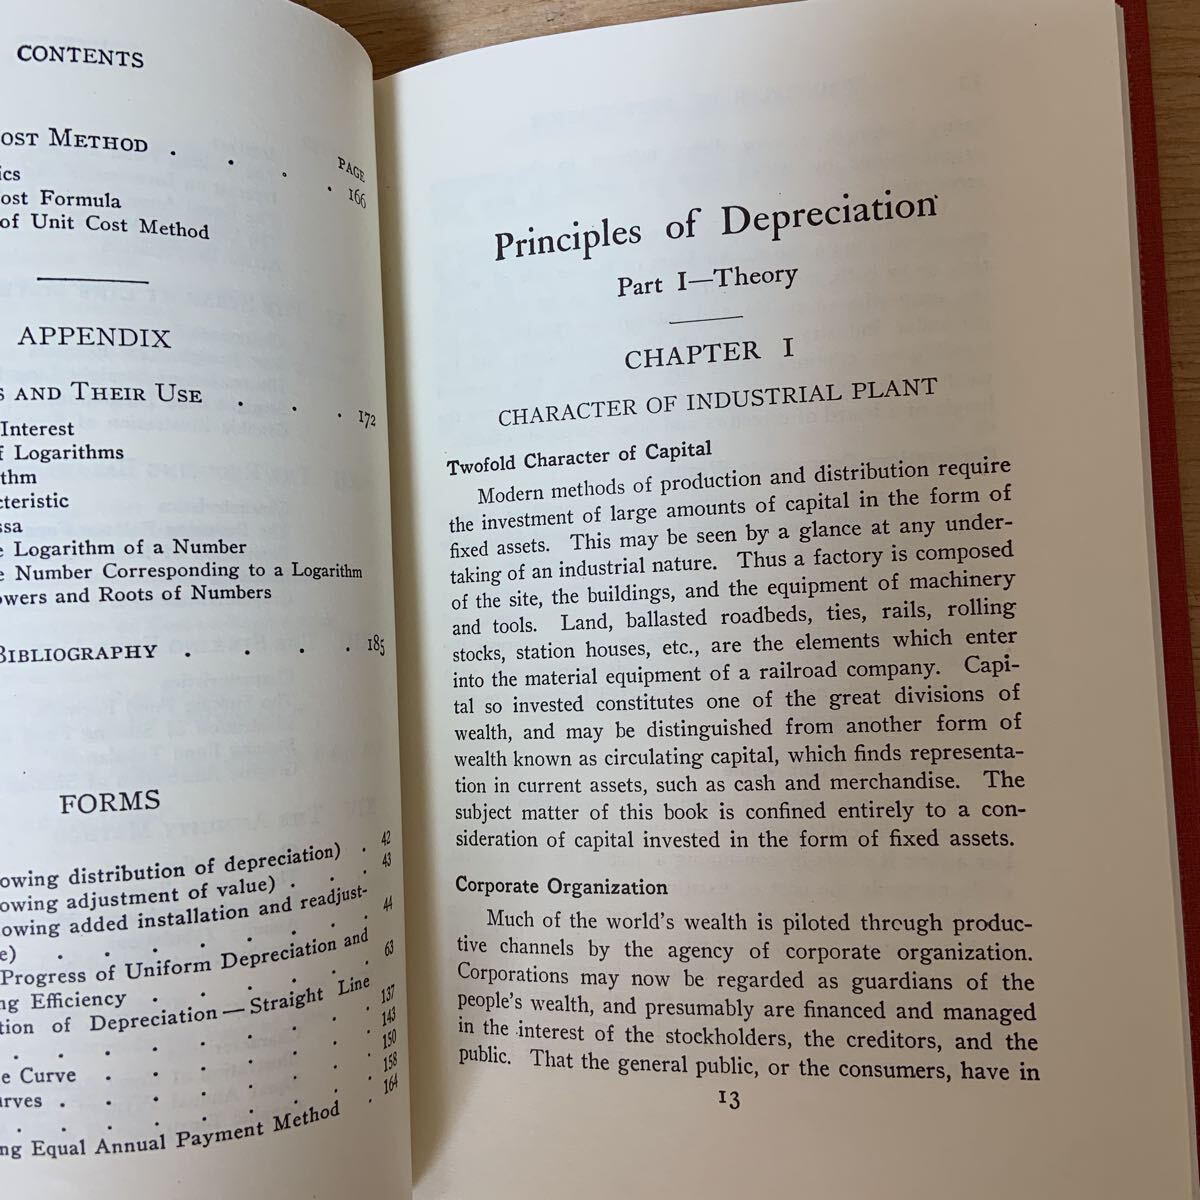 CONTENTS
OST METHOD . . . . 166
PAGE
ics
ost Formula
of Unit Cost Method
APPENDIX
S AND THEIR USE . . . 172
Interest
f Logarithms
thm
cteristic
ssa
e Logarithm of a Number
e Number Corresponding to a Logarithm
owers and Roots of Numbers
BIBLIOGRAPHY . . . . 185
FORMS
owing distribution of depreciation) . 42
owing adjustment of value) . . . 43
owing added installation and readjust-
e) . . . . . . . 44
Progress of Uniform Depreciation and
ng Efficiency . . . . . 63
tion of Depreciation — Straight Line
. . . . . . . . 137
e Curve . . . . . . 143
urves . . . . . . . 150
. . . . . . . . 158
ng Equal Annual Payment Method . 164
Principles of Depreciation
Part I—Theory
CHAPTER I
CHARACTER OF INDUSTRIAL PLANT
Twofold Character of Capital
Modern methods of production and distribution require
the investment of large amounts of capital in the form of
fixed assets. This may be seen by a glance at any under-
taking of an industrial nature. Thus a factory is composed
of the site, the buildings, and the equipment of machinery
and tools. Land, ballasted roadbeds, ties, rails, rolling
stocks, station houses, etc., are the elements which enter
into the material equipment of a railroad company. Capi-
tal so invested constitutes one of the great divisions of
wealth, and may be distinguished from another form of
wealth known as circulating capital, which finds representa-
tion in current assets, such as cash and merchandise. The
subject matter of this book is confined entirely to a con-
sideration of capital invested in the form of fixed assets.
Corporate Organization
Much of the world's wealth is piloted through produc-
tive channels by the agency of corporate organization.
Corporations may now be regarded as guardians of the
people's wealth, and presumably are financed and managed
in the interest of the stockholders, the creditors, and the
public. That the general public, or the consumers, have in
13